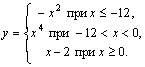 − x² при x ≤ −12,
y = x⁴ при −12 < x < 0,
x − 2 при x ≥ 0.